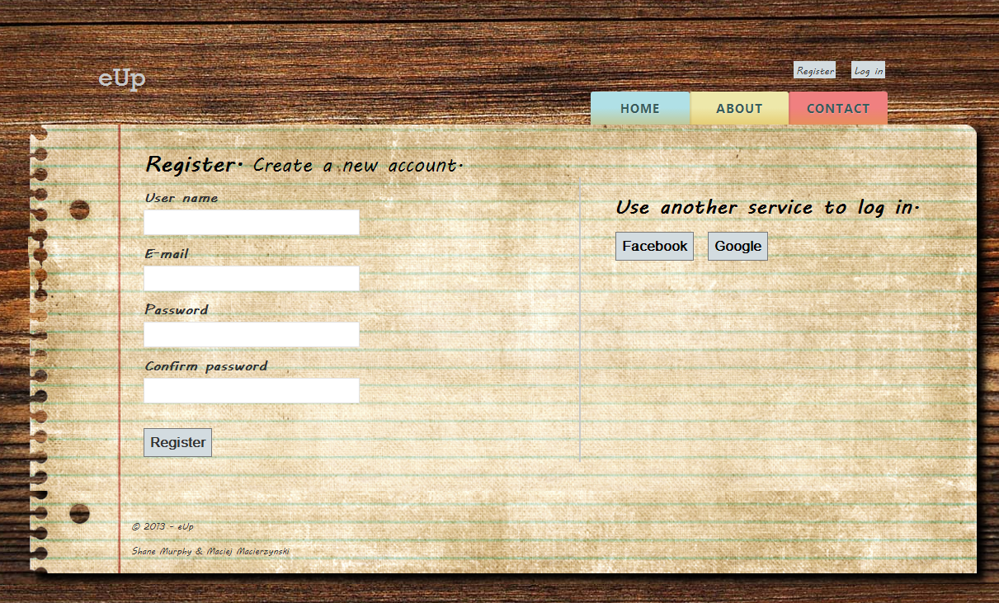 eUp
Register Log in
HOME ABOUT CONTACT
Register. Create a new account.
User name
E-mail
Password
Confirm password
Register
Use another service to log in.
Facebook Google
© 2013 - eUp
Shane Murphy & Maciej Macierzynski